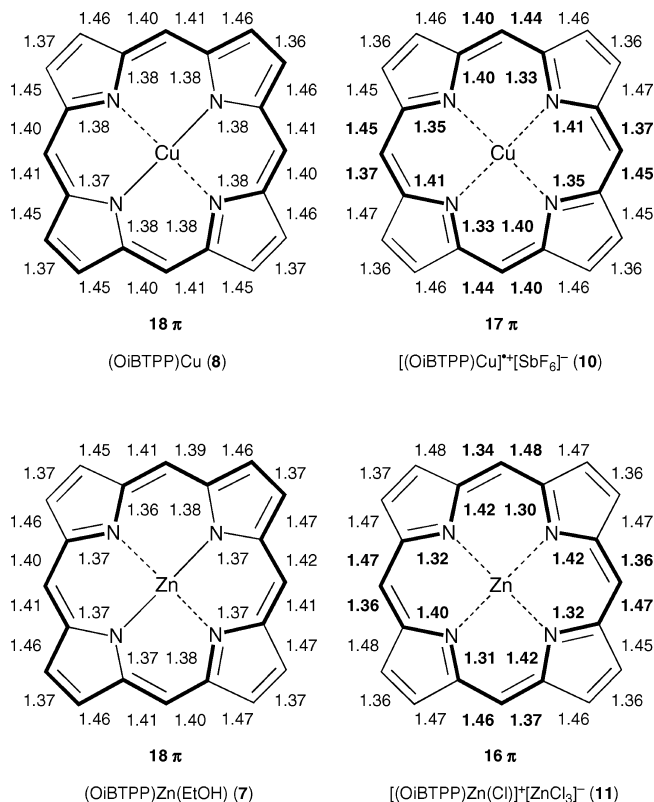 1.46 1.40 1.41 1.46
1.37 1.36
1.38 1.38
1.45 N N 1.46
1.40 1.38 1.38 1.41
Cu
1.41 1.37 1.38 1.40
1.45 N N 1.46
1.38 1.38
1.37 1.37
1.45 1.40 1.41 1.45
18 π
(OiBTPP)Cu (8)
1.46 1.40 1.44 1.46
1.36 1.36
1.40 1.33
1.45 N N 1.47
1.45 1.35 1.41 1.37
Cu
1.37 1.41 1.35 1.45
1.47 N N 1.45
1.33 1.40
1.36 1.36
1.46 1.44 1.40 1.46
17 π
[(OiBTPP)Cu]•+[SbF6]− (10)
1.45 1.41 1.39 1.46
1.37 1.37
1.36 1.38
1.46 N N 1.47
1.40 1.37 1.37 1.42
Zn
1.41 1.37 1.37 1.41
1.46 N N 1.47
1.37 1.38
1.37 1.37
1.46 1.41 1.40 1.47
18 π
(OiBTPP)Zn(EtOH) (7)
1.48 1.34 1.48 1.47
1.37 1.36
1.42 1.30
1.47 N N 1.47
1.47 1.32 1.42 1.36
Zn
1.36 1.40 1.32 1.47
1.48 N N 1.45
1.31 1.42
1.36 1.36
1.47 1.46 1.37 1.46
16 π
[(OiBTPP)Zn(Cl)]+[ZnCl3]− (11)